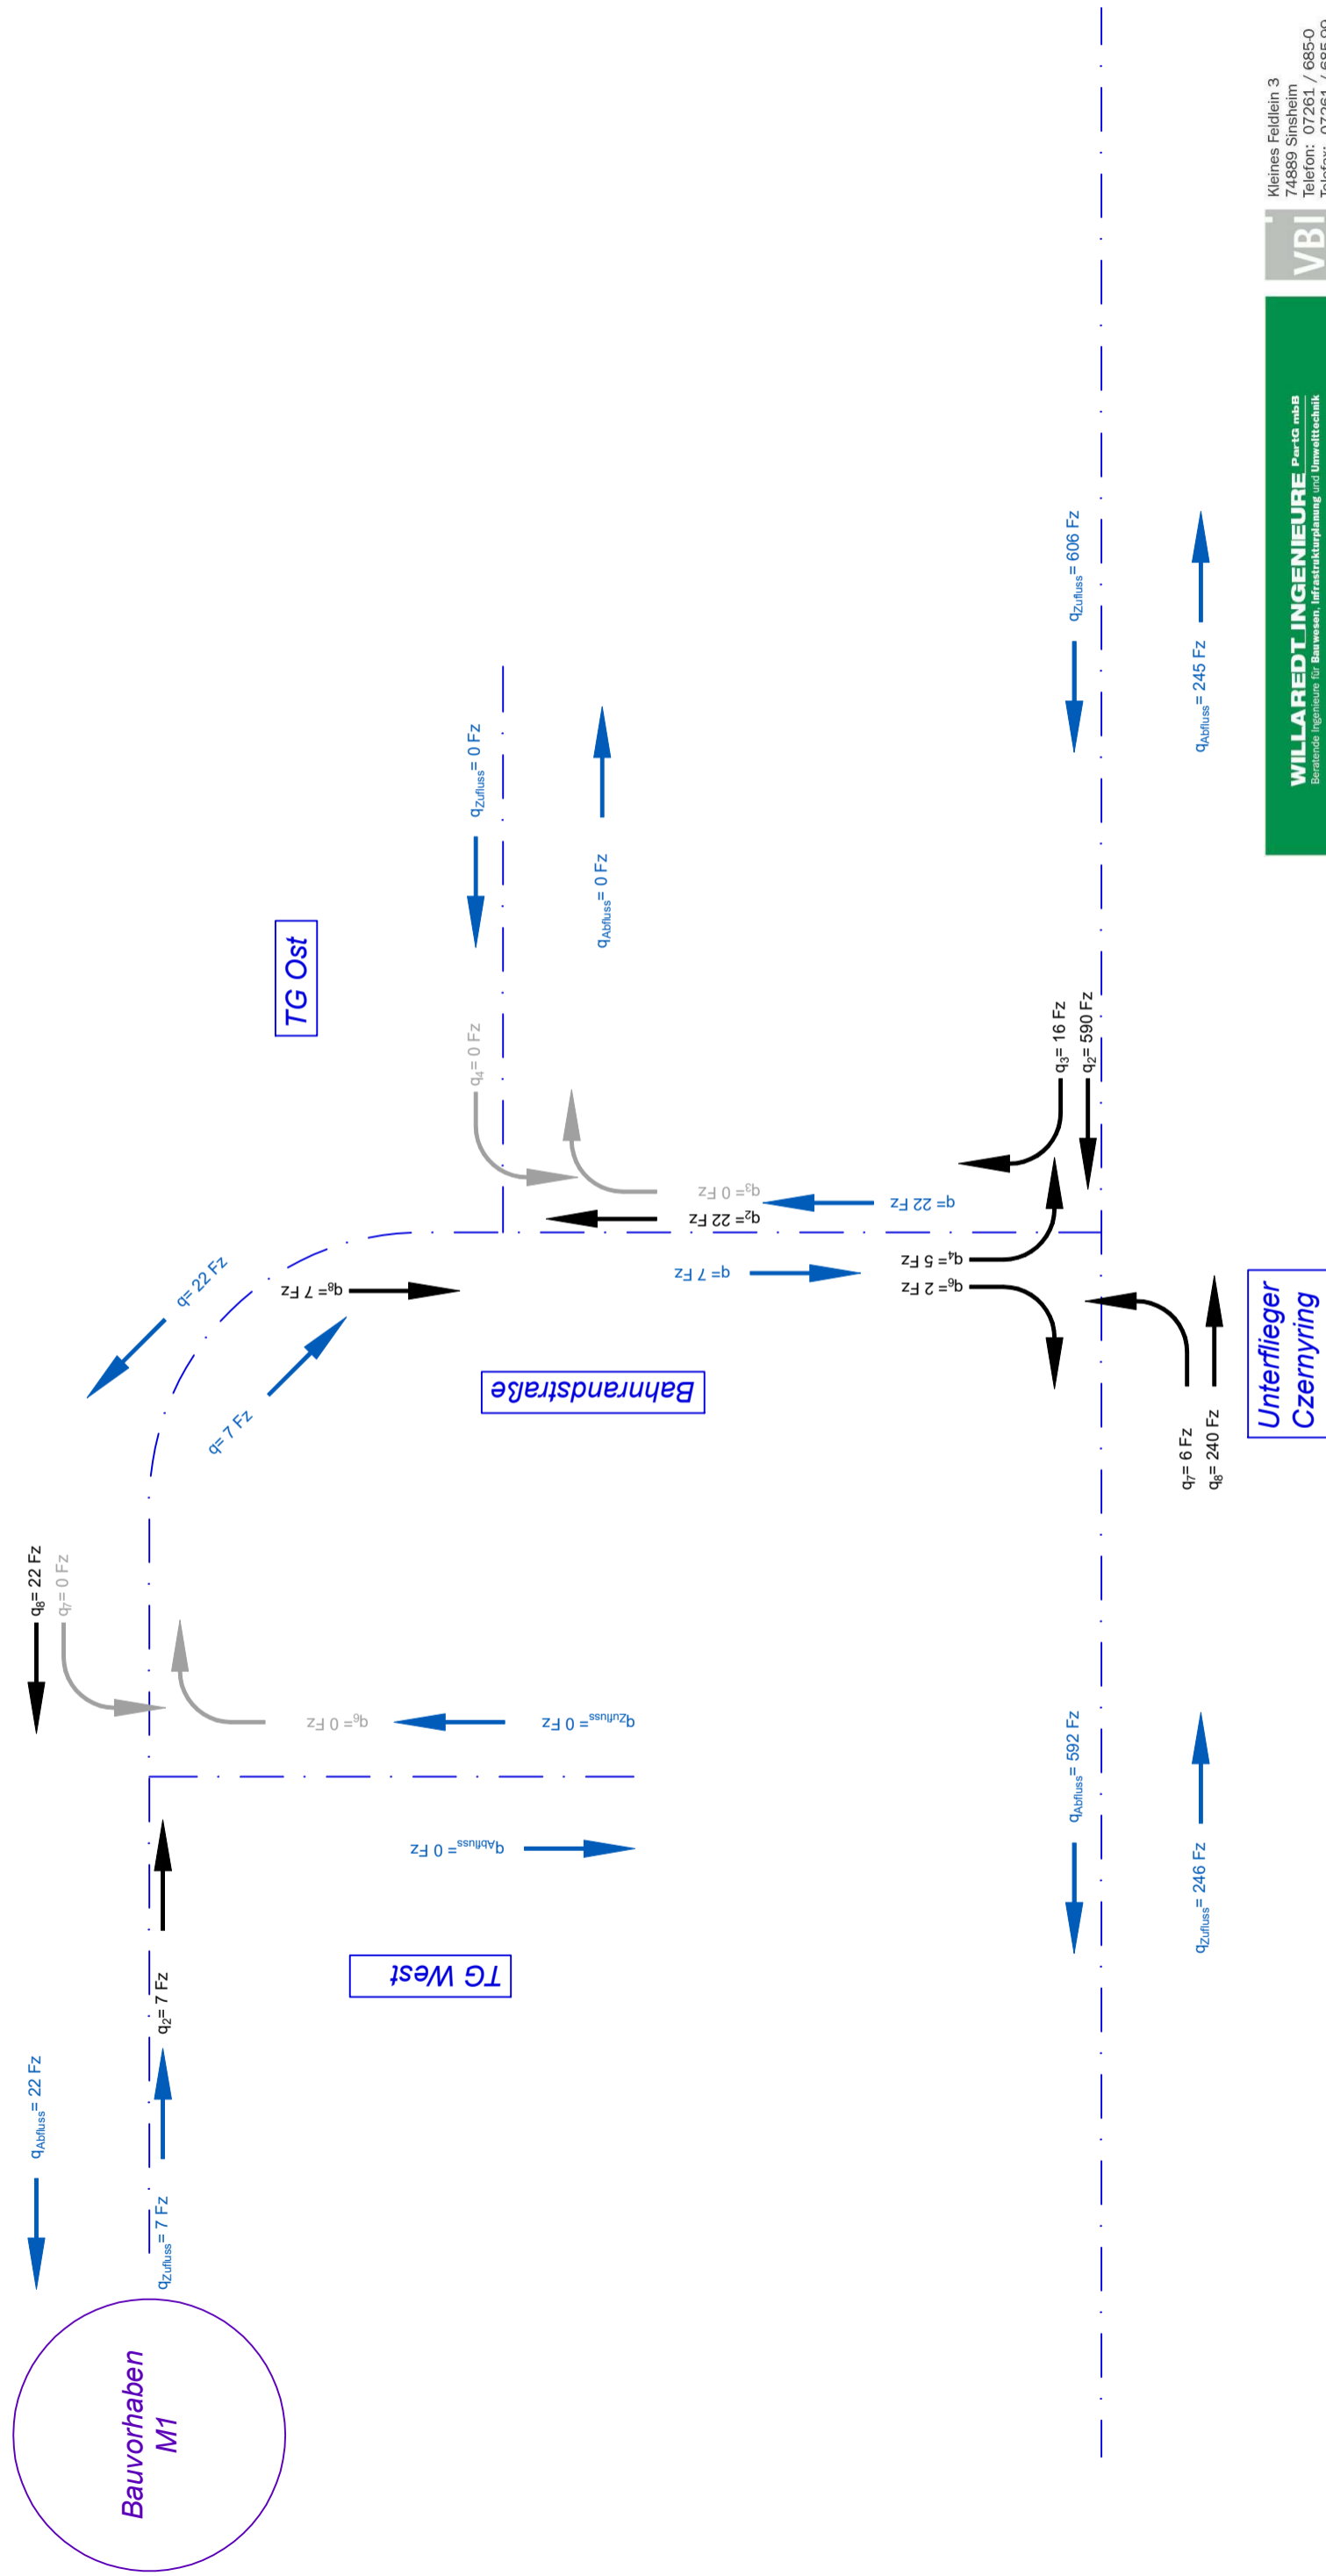 Bauvorhaben
M1
qAbfluss= 22 Fz
qZufluss= 7 Fz
q2= 7 Fz
TG West
qAbfluss= 0 Fz
qZufluss= 0 Fz
q6= 0 Fz
q8= 22 Fz
q7= 0 Fz
q= 22 Fz
q= 7 Fz
q8= 7 Fz
Bahnrandstraße
TG Ost
qZufluss= 0 Fz
qAbfluss= 0 Fz
q4= 0 Fz
q3= 0 Fz
q2= 22 Fz
q= 22 Fz
q= 7 Fz
q4= 5 Fz
q6= 2 Fz
q3= 16 Fz
q2= 590 Fz
qZufluss= 606 Fz
qAbfluss= 245 Fz
qAbfluss= 592 Fz
qZufluss= 246 Fz
q7= 6 Fz
q8= 240 Fz
Unterflieger
Czernyring
WILLAREDT INGENIEURE PartG mbB
Beratende Ingenieure für Bauwesen, Infrastrukturplanung und Umwelttechnik
VBI
Kleines Feldlein 3
74889 Sinsheim
Telefon: 07261 / 685-0
Telefax: 07261 / 685-99